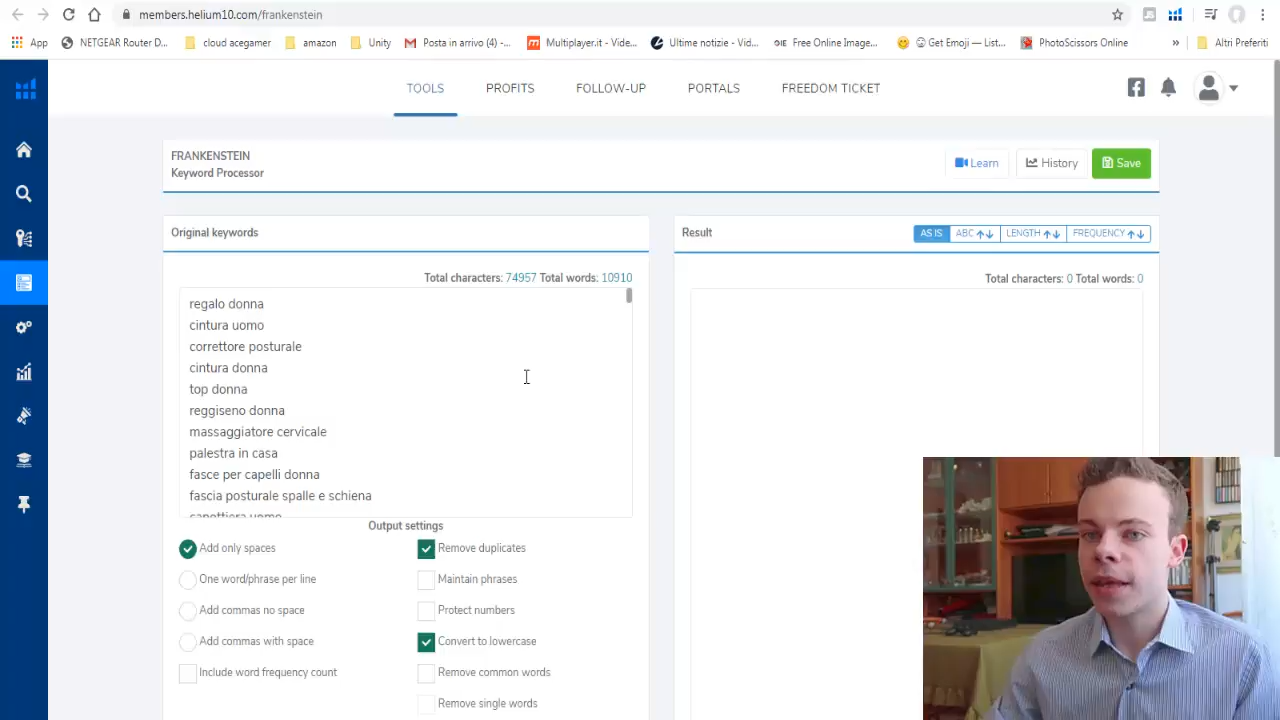 members.helium10.com/frankenstein
App
NETGEAR Router D...
cloud acegamer
amazon
Unity
Posta in arrivo (4) -...
Multiplayer.it - Vide...
Ultime notizie - Vid...
Free Online Image...
Get Emoji — List...
PhotoScissors Online
»
Altri Preferiti
TOOLS
PROFITS
FOLLOW-UP
PORTALS
FREEDOM TICKET
FRANKENSTEIN
Keyword Processor
Learn
History
Save
Original keywords
Total characters: 74957 Total words: 10910
regalo donna
cintura uomo
correttore posturale
cintura donna
top donna
reggiseno donna
massaggiatore cervicale
palestra in casa
fasce per capelli donna
fascia posturale spalle e schiena
Output settings
Add only spaces
Remove duplicates
One word/phrase per line
Maintain phrases
Add commas no space
Protect numbers
Add commas with space
Convert to lowercase
Include word frequency count
Remove common words
Remove single words
Result
AS IS
ABC
LENGTH
FREQUENCY
Total characters: 0 Total words: 0